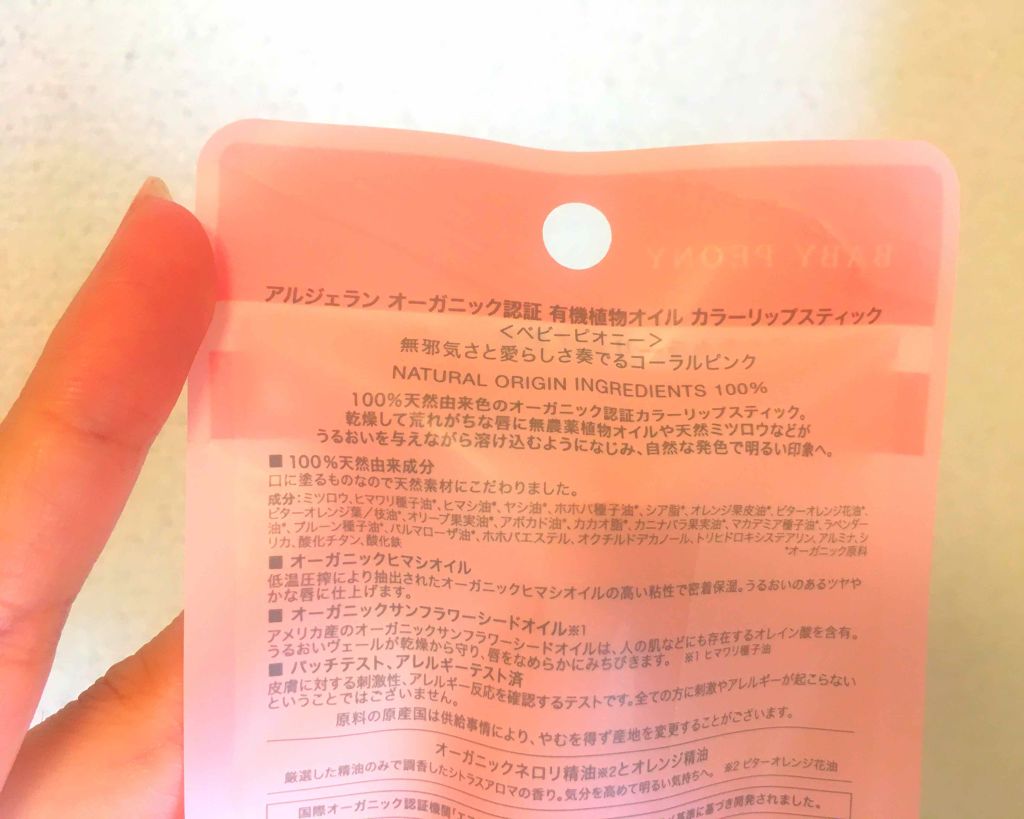 BABY PEONY
アルジェラン オーガニック認証 有機植物オイル カラーリップスティック
＜ベビーピオニー＞
無邪気さと愛らしさ奏でるコーラルピンク
NATURAL ORIGIN INGREDIENTS 100%
100%天然由来色のオーガニック認証カラーリップスティック。
乾燥して荒れがちな唇に無農薬植物オイルや天然ミツロウなどが
うるおいを与えながら溶け込むようになじみ、自然な発色で明るい印象へ。
■ 100%天然由来成分
口に塗るものなので天然素材にこだわりました。
成分：ミツロウ、ヒマワリ種子油*、ヒマシ油*、ヤシ油*、ホホバ種子油*、シア脂*、オレンジ果皮油*、ビターオレンジ花油*、
ビターオレンジ葉／枝油*、オリーブ果実油*、アボカド油*、カカオ脂*、カニナバラ果実油*、マカデミア種子油*、ラベンダー
油*、プルーン種子油*、パルマローザ油*、ホホバエステル、オクチルドデカノール、トリヒドロキシステアリン、アルミナ、シ
リカ、酸化チタン、酸化鉄
*オーガニック原料
■ オーガニックヒマシオイル
低温圧搾により抽出されたオーガニックヒマシオイルの高い粘性で密着保湿。うるおいのあるツヤや
かな唇に仕上げます。
■ オーガニックサンフラワーシードオイル※1
アメリカ産のオーガニックサンフラワーシードオイルは、人の肌などにも存在するオレイン酸を含有。
うるおいヴェールが乾燥から守り、唇をなめらかにみちびきます。 ※1 ヒマワリ種子油
■ パッチテスト、アレルギーテスト済
皮膚に対する刺激性、アレルギー反応を確認するテストです。全ての方に刺激やアレルギーが起こらない
ということではございません。
原料の原産国は供給事情により、やむを得ず産地を変更することがございます。
オーガニックネロリ精油※2とオレンジ精油
厳選した精油のみで調香したシトラスアロマの香り。気分を高めて明るい気持ちへ。 ※2 ビターオレンジ花油
国際オーガニック認証機関「エコ
基準に基づき開発されました。